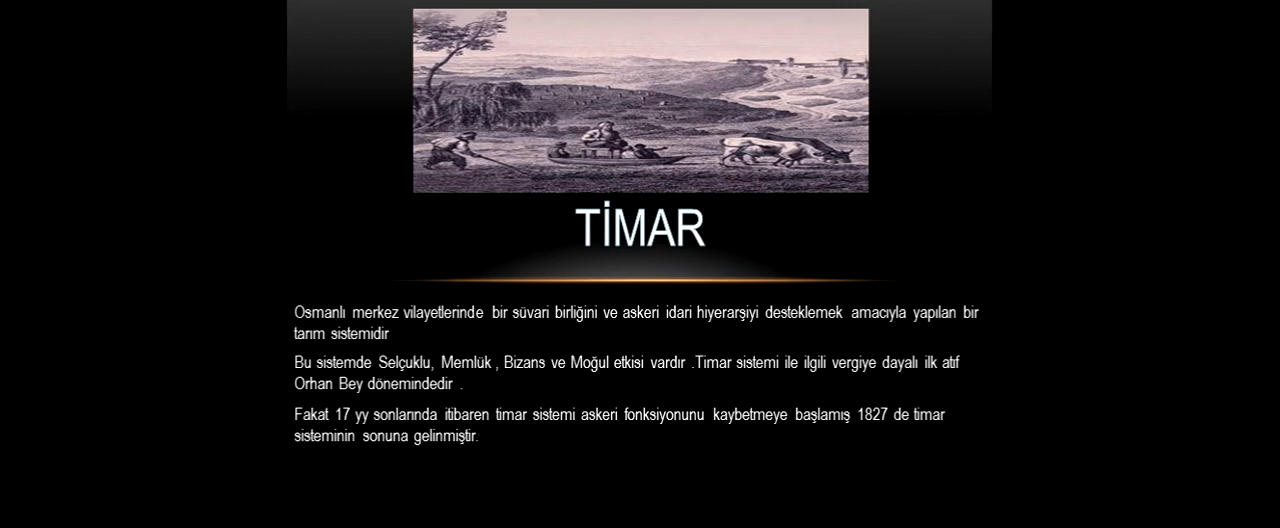 TİMAR
Osmanlı merkez vilayetlerinde bir süvari birliğini ve askeri idari hiyerarşiyi desteklemek amacıyla yapılan bir
tarım sistemidir
Bu sistemde Selçuklu, Memlük , Bizans ve Moğul etkisi vardır .Timar sistemi ile ilgili vergiye dayalı ilk atıf
Orhan Bey dönemindedir .
Fakat 17 yy sonlarında itibaren timar sistemi askeri fonksiyonunu kaybetmeye başlamış 1827 de timar
sisteminin sonuna gelinmiştir.